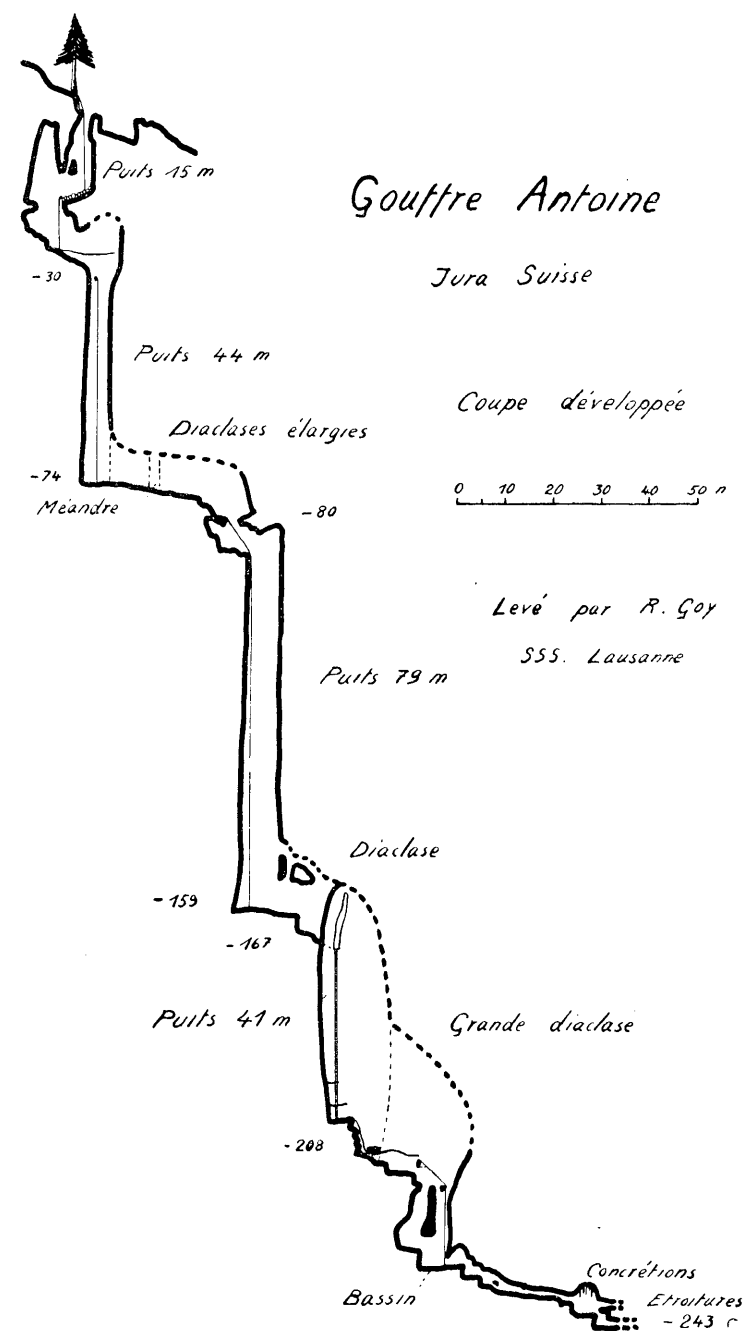 Puits 15 m
Gouffre Antoine
Jura Suisse
-30
Puits 44 m
Coupe développée
Diaclases élargies
-74
Méandre
-80
0 10 20 30 40 50 m
Levé par R. Goy
SSS. Lausanne
Puits 79 m
Diaclase
-159
-167
Puits 41 m
Grande diaclase
-208
Concrétions
Bassin
Etroitures
-243